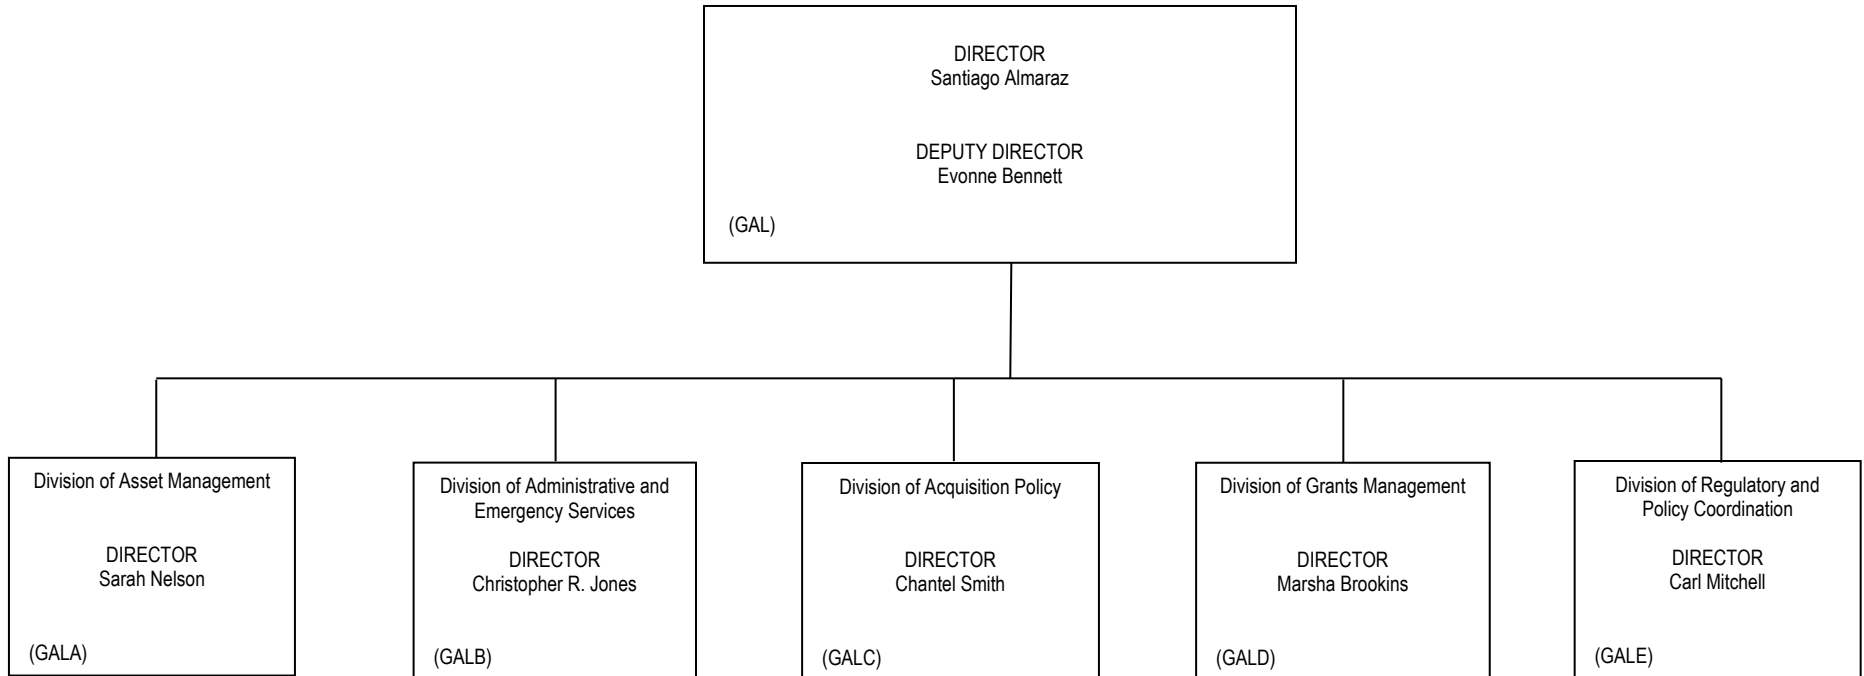 DIRECTOR
Santiago Almaraz
DEPUTY DIRECTOR
Evonne Bennett
(GAL)
Division of Asset Management
DIRECTOR
Sarah Nelson
(GALA)
Division of Administrative and
Emergency Services
DIRECTOR
Christopher R. Jones
(GALB)
Division of Acquisition Policy
DIRECTOR
Chantel Smith
(GALC)
Division of Grants Management
DIRECTOR
Marsha Brookins
(GALD)
Division of Regulatory and
Policy Coordination
DIRECTOR
Carl Mitchell
(GALE)